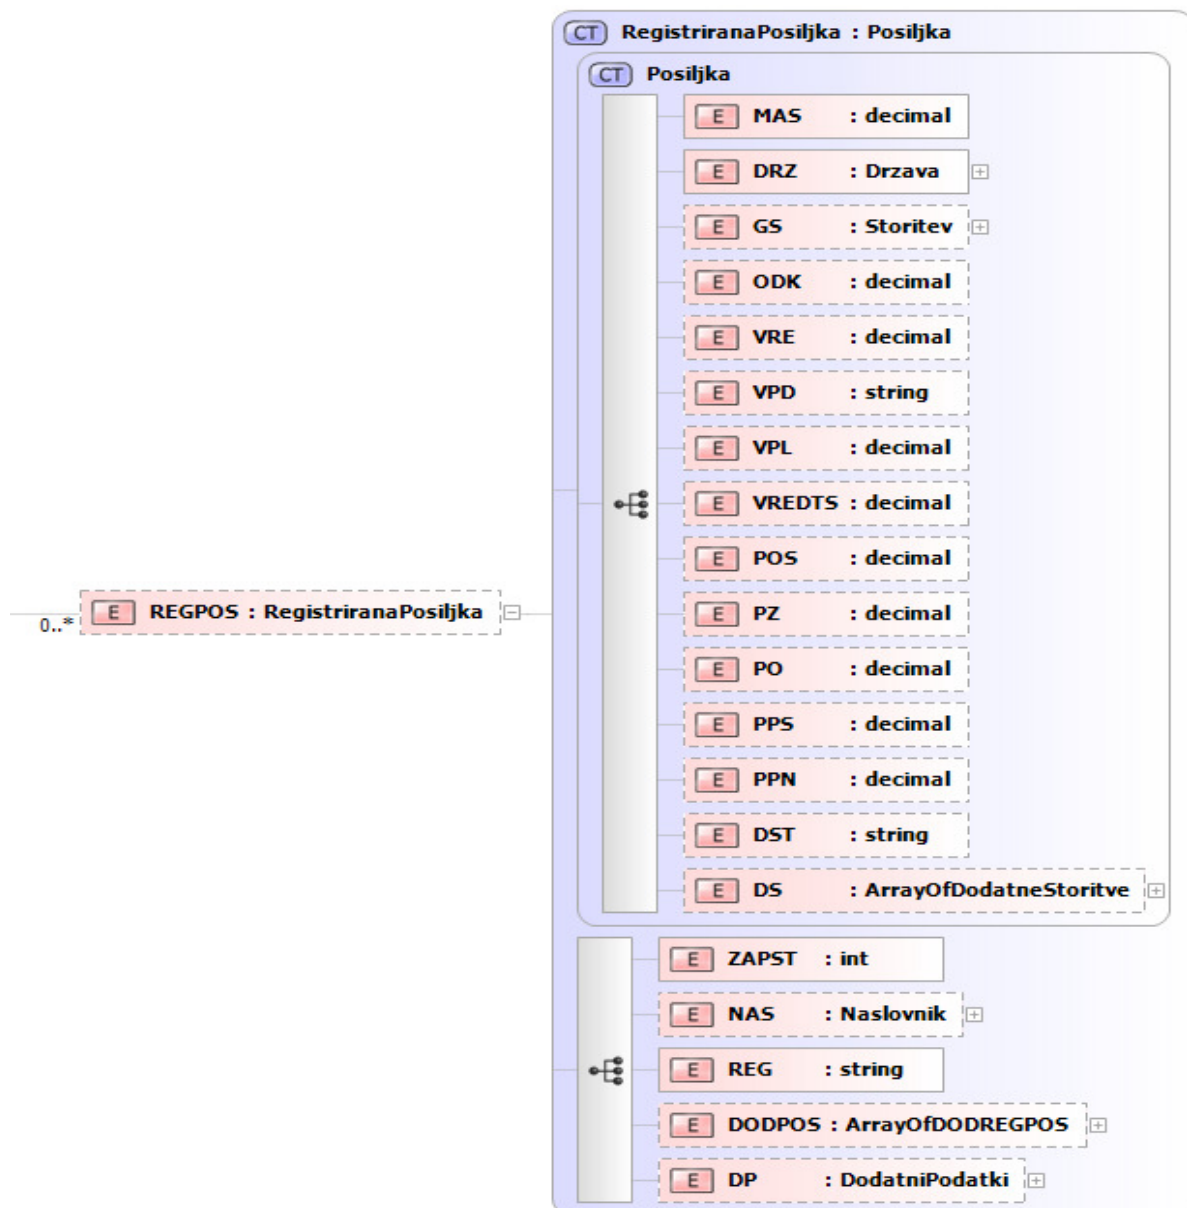 CT RegistriranaPosiljka : Posiljka
CT Posiljka
E MAS : decimal
E DRZ : Drzava
E GS : Storitev
E ODK : decimal
E VRE : decimal
E VPD : string
E VPL : decimal
E VREDTS : decimal
E POS : decimal
0..* E REGPOS : RegistriranaPosiljka
E PZ : decimal
E PO : decimal
E PPS : decimal
E PPN : decimal
E DST : string
E DS : ArrayOfDodatneStoritve
E ZAPST : int
E NAS : Naslovnik
E REG : string
E DODPOS : ArrayOfDODREGPOS
E DP : DodatniPodatki